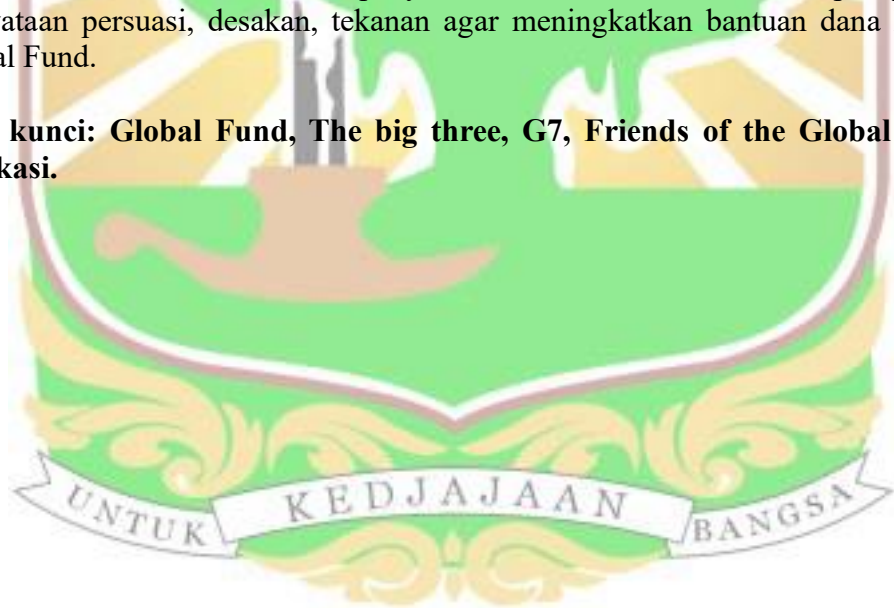 ataan persuasi, desakan, tekanan agar meningkatkan bantuan dana
al Fund.
kunci: Global Fund, The big three, G7, Friends of the Global
kasi.
UNTUK KEDJAJAAN BANGSA